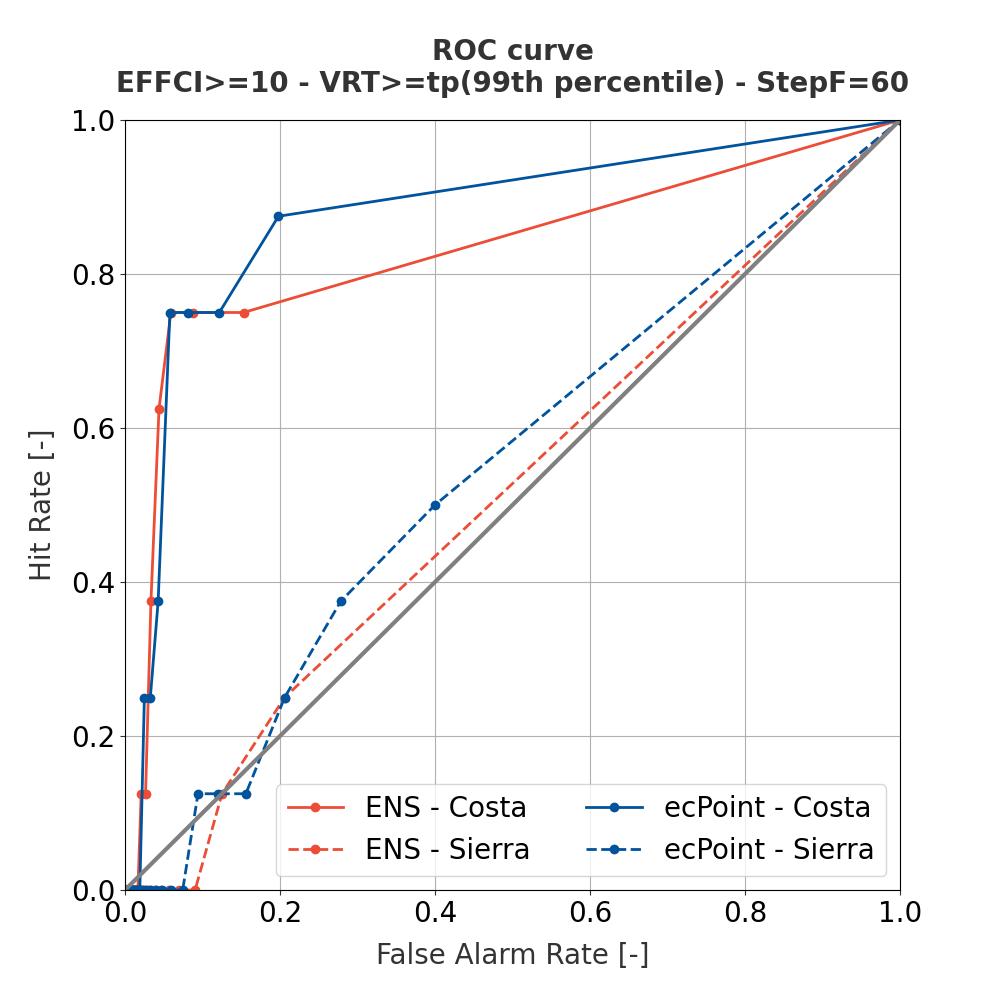 ROC curve
EFFCI>=10 - VRT>=tp(99th percentile) - StepF=60
1.0
0.8
0.6
0.4
0.2
0.0
Hit Rate [-]
ENS - Costa
ENS - Sierra
ecPoint - Costa
ecPoint - Sierra
0.0 0.2 0.4 0.6 0.8 1.0
False Alarm Rate [-]